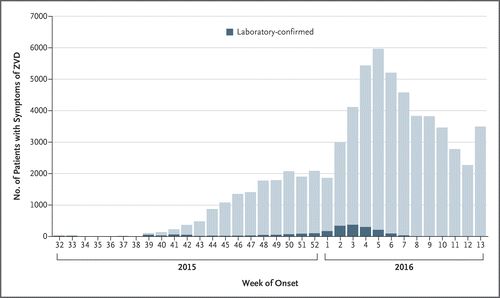 7000
Laboratory-confirmed
6000
5000
4000
3000
2000
1000
0
No. of Patients with Symptoms of ZVD
32 33 34 35 36 37 38 39 40 41 42 43 44 45 46 47 48 49 50 51 52 1 2 3 4 5 6 7 8 9 10 11 12 13
2015 2016
Week of Onset